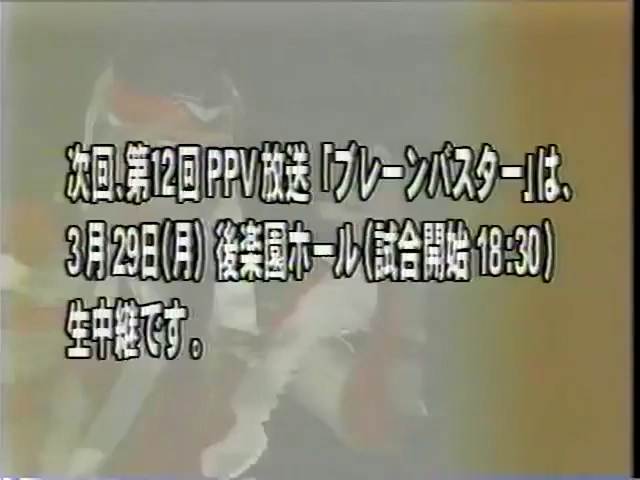 次回、第12回 PPV 放送「ブレーンバスター」は、
3月29日(月) 後楽園ホール(試合開始 18:30)
生中継です。